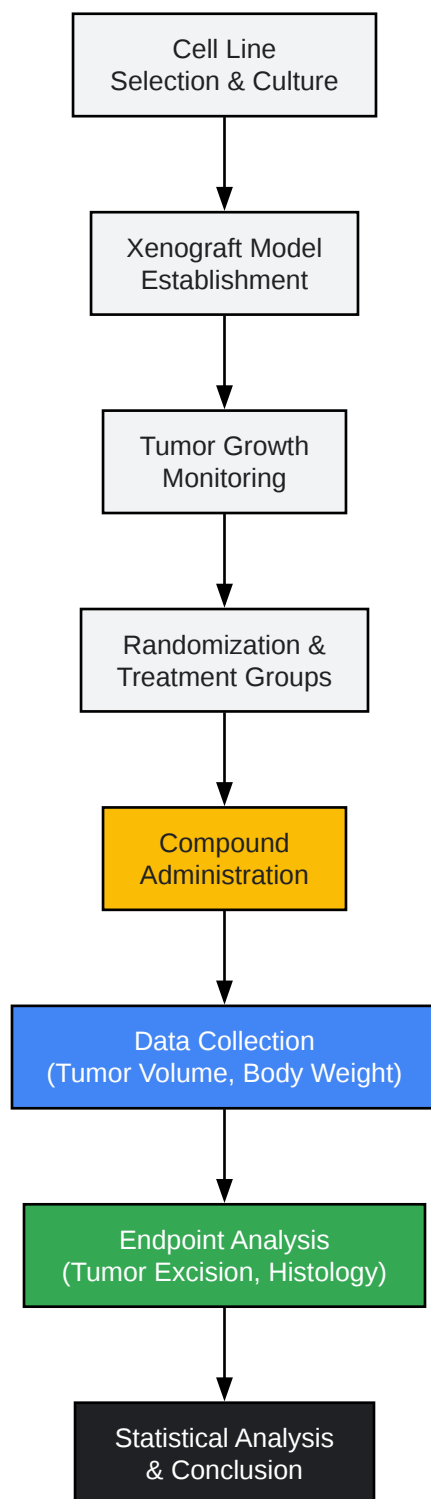 Cell Line
Selection & Culture
Xenograft Model
Establishment
Tumor Growth
Monitoring
Randomization &
Treatment Groups
Compound
Administration
Data Collection
(Tumor Volume, Body Weight)
Endpoint Analysis
(Tumor Excision, Histology)
Statistical Analysis
& Conclusion